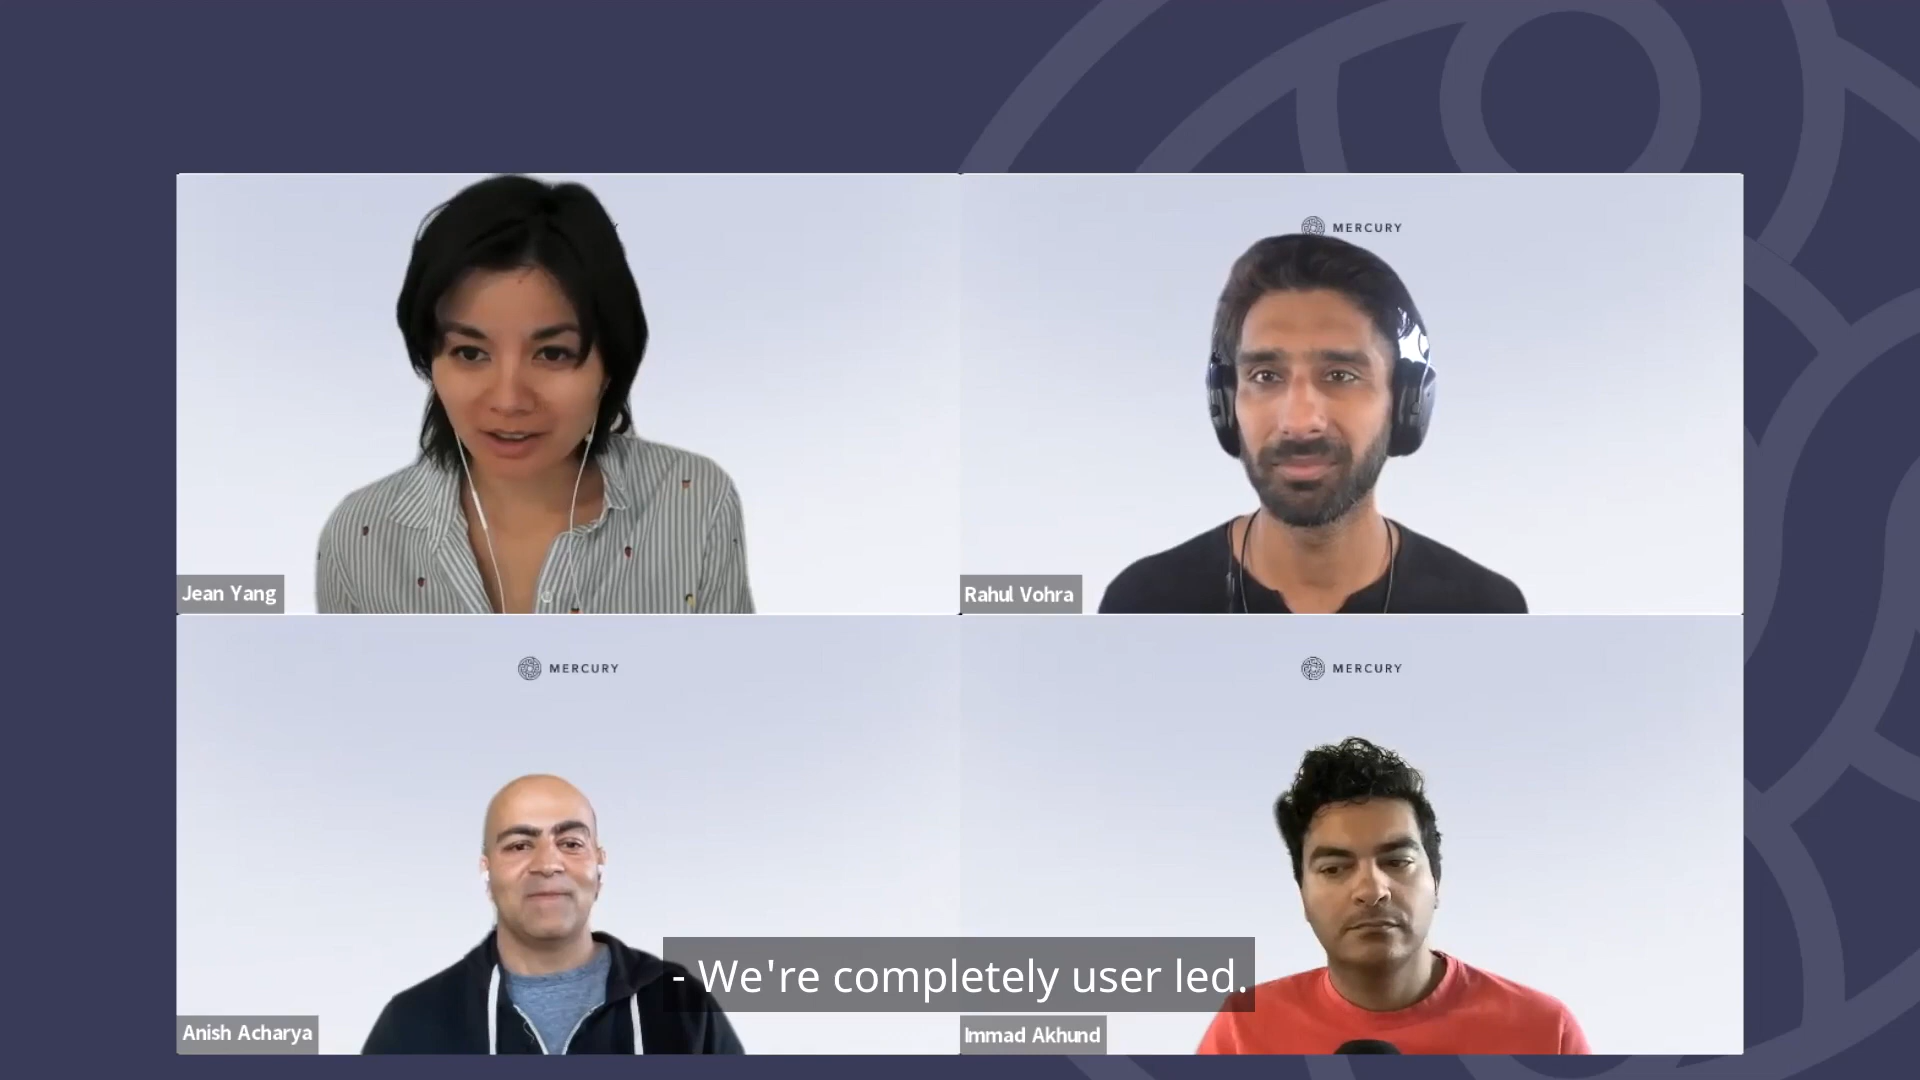 MERCURY
Jean Yang
Rahul Vohra
MERCURY
MERCURY
- We're completely user led.
Anish Acharya
Immad Akhund